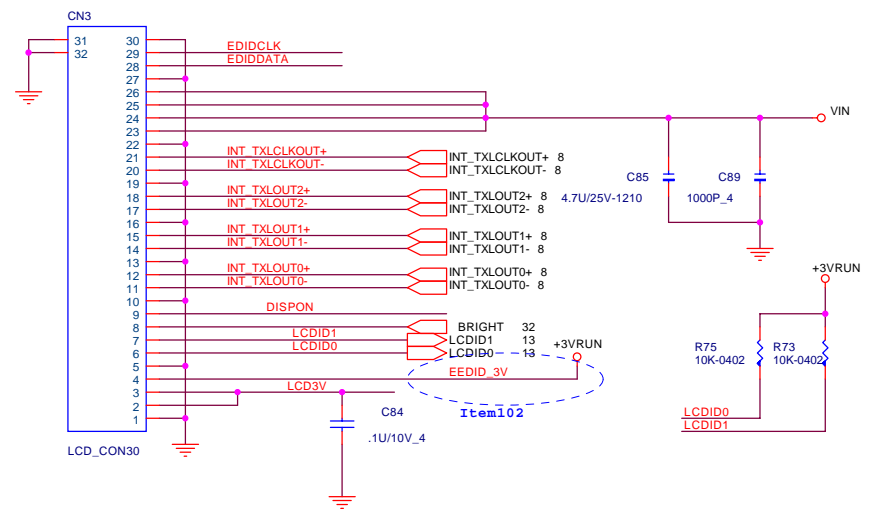 CN3
31
32
30
29
28
27
26
25
24
23
22
21
20
19
18
17
16
15
14
13
12
11
10
9
8
7
6
5
4
3
2
1
LCD_CON30
EDIDCLK
EDIDDATA
INT_TXLCLKOUT+
INT_TXLCLKOUT-
INT_TXLOUT2+
INT_TXLOUT2-
INT_TXLOUT1+
INT_TXLOUT1-
INT_TXLOUT0+
INT_TXLOUT0-
DISPON
LCDID1
LCDID0
LCD3V
INT_TXLCLKOUT+ 8
INT_TXLCLKOUT- 8
INT_TXLOUT2+ 8
INT_TXLOUT2- 8
INT_TXLOUT1+ 8
INT_TXLOUT1- 8
INT_TXLOUT0+ 8
INT_TXLOUT0- 8
BRIGHT 32
LCDID1 13
LCDID0 13
+3VRUN
EEDID_3V
Item102
C84
.1U/10V_4
VIN
C85
4.7U/25V-1210
C89
1000P_4
+3VRUN
R75
10K-0402
R73
10K-0402
LCDID0
LCDID1